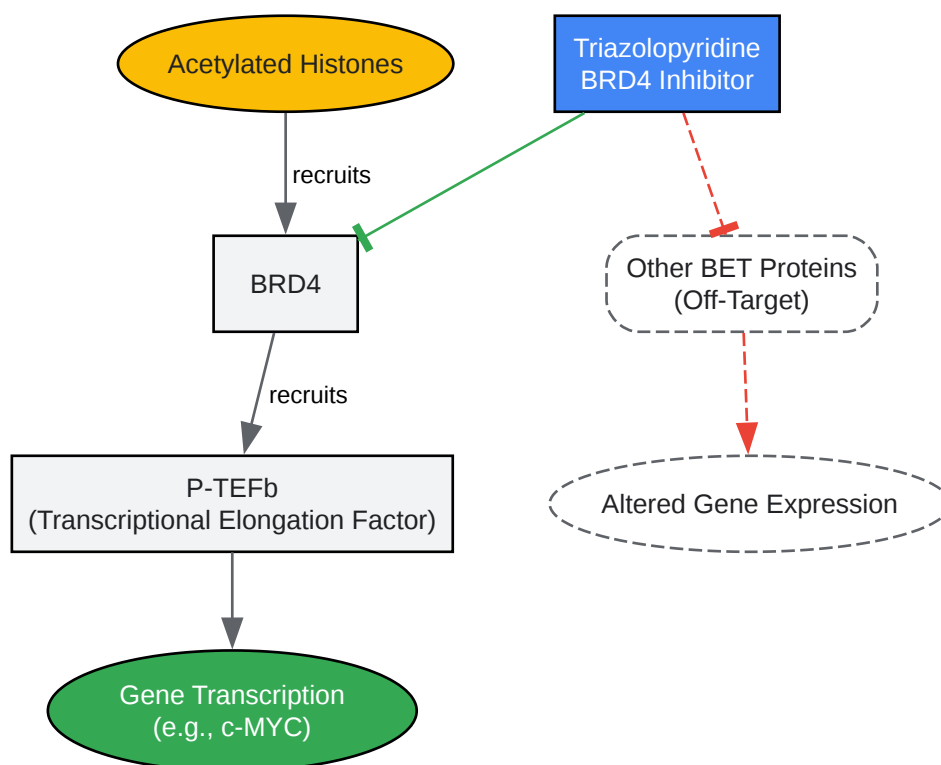 Acetylated Histones
Triazolopyridine
BRD4 Inhibitor
recruits
BRD4
Other BET Proteins
(Off-Target)
recruits
P-TEFb
(Transcriptional Elongation Factor)
Altered Gene Expression
Gene Transcription
(e.g., c-MYC)